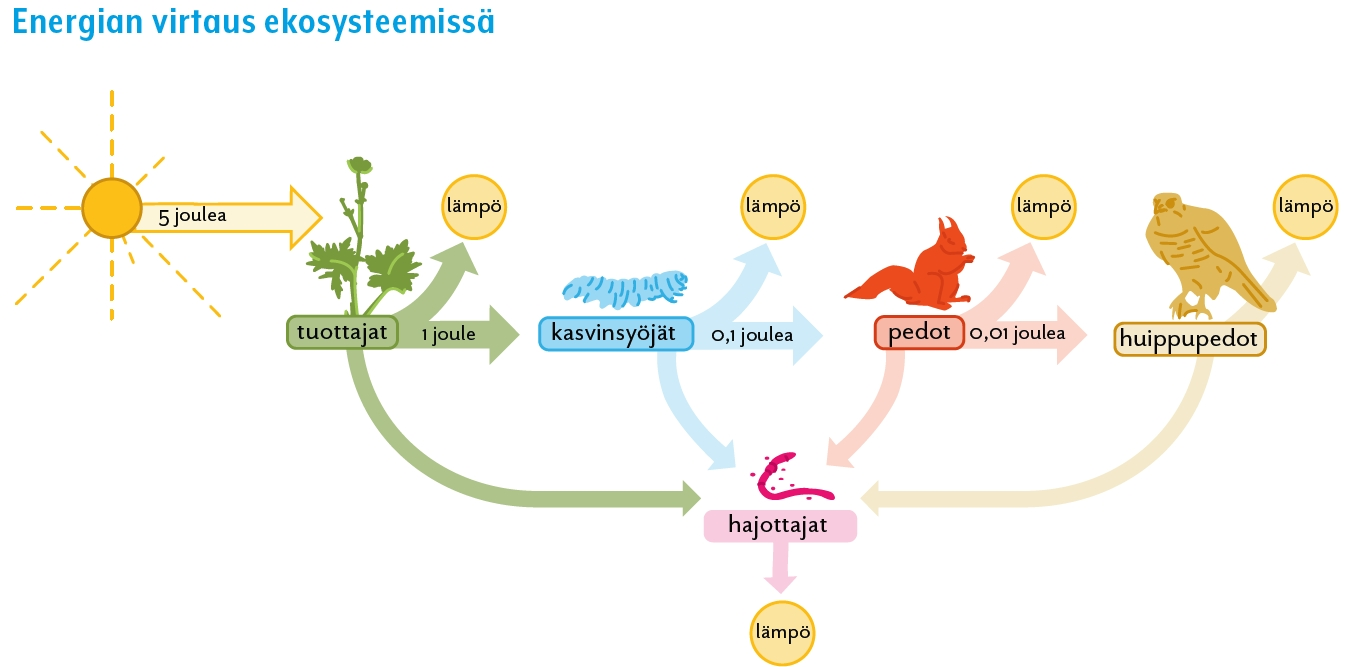 Energian virtaus ekosysteemissä
5 joulea
lämpö
lämpö
lämpö
lämpö
tuottajat
1 joule
kasvinsyöjät
0,1 joulea
pedot
0,01 joulea
huippupedot
hajottajat
lämpö